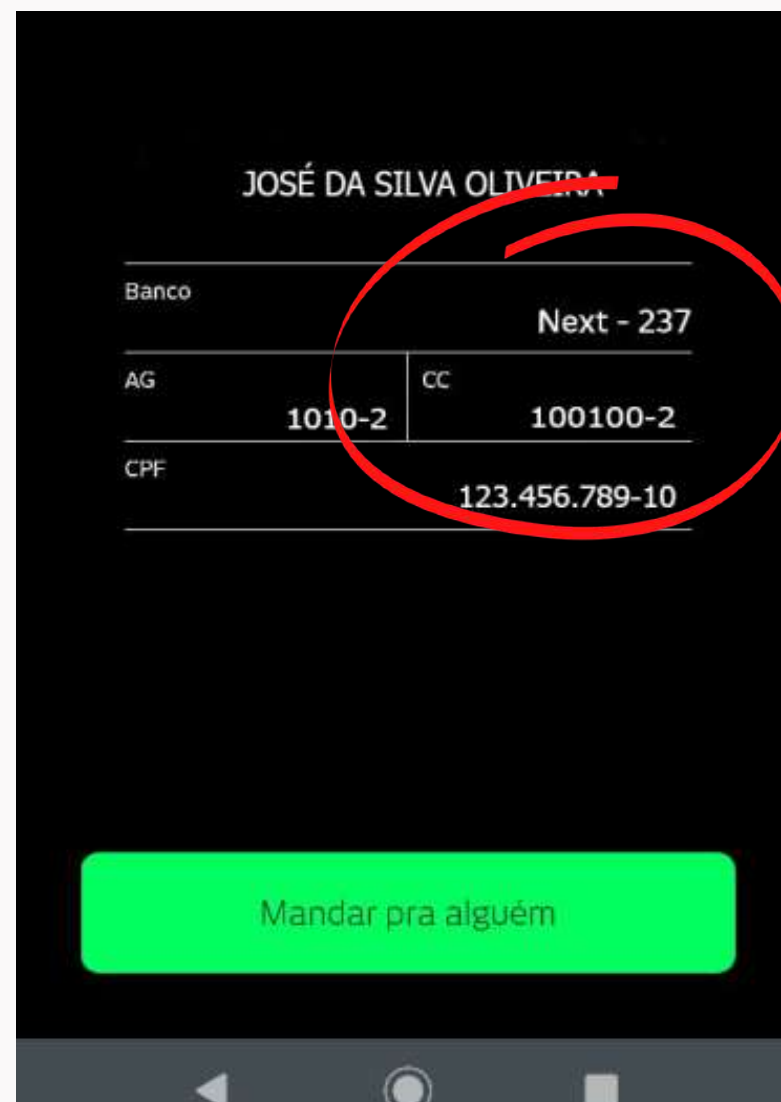 JOSÉ DA SILVA OLIVEIRA
Banco
Next - 237
AG
1010-2
CC
100100-2
CPF
123.456.789-10
Mandar pra alguém